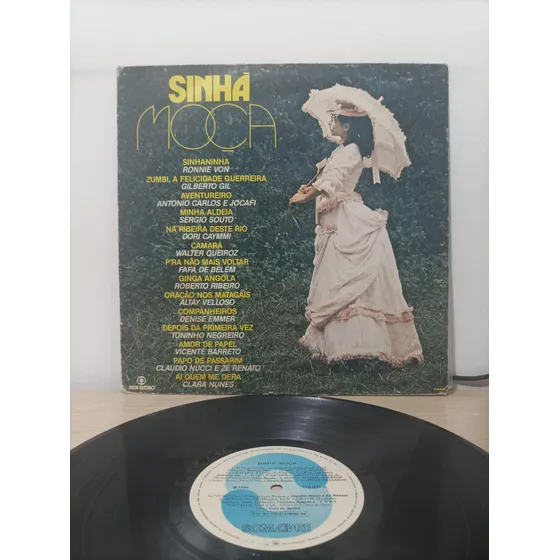 SINHÁ
MOÇA
SINHANINHA
RONNIE VON
ZUMBI, A FELICIDADE GUERREIRA
GILBERTO GIL
AVENTUREIRO
ANTONIO CARLOS E JOCAFI
MINHA ALDEIA
SERGIO SOUTO
NA RIBEIRA DESTE RIO
DORI CAYMMI
CAMARÁ
WALTER QUEIROZ
P'RA NÃO MAIS VOLTAR
FAFA DE BELEM
GINGA ANGOLA
ROBERTO RIBEIRO
ORAÇÃO NOS MATAGAIS
ALTAY VELLOSO
COMPANHEIROS
DENISE EMMER
DEPOIS DA PRIMEIRA VEZ
TONINHO NEGREIRO
AMOR DE PAPEL
VICENTE BARRETO
PAPO DE PASSARIM
CLAUDIO NUCCI E ZE RENATO
AI QUEM ME DERA
CLARA NUNES
SINHÁ MOÇA
SOM LIVRE